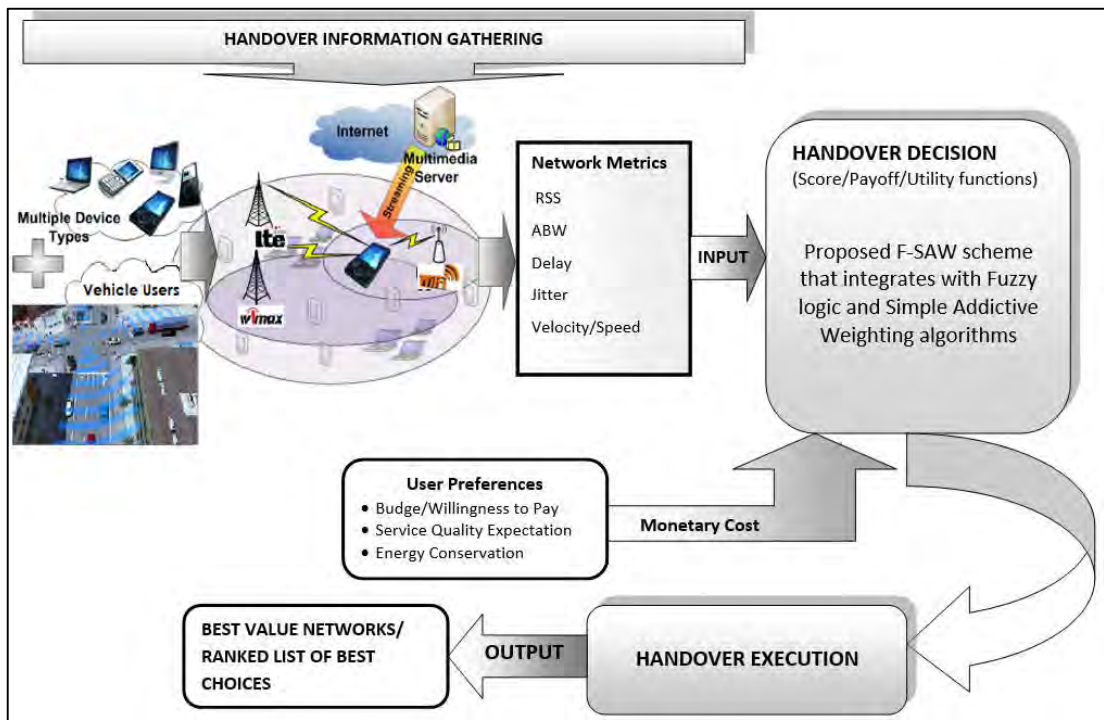 HANDOVER INFORMATION GATHERING
Internet
Multimedia
Server
Streaming
Multiple Device
Types
Vehicle Users
lte
wimax
WiFi
Network Metrics
RSS
ABW
Delay
Jitter
Velocity/Speed
INPUT
HANDOVER DECISION
(Score/Payoff/Utility functions)
Proposed F-SAW scheme
that integrates with Fuzzy
logic and Simple Addictive
Weighting algorithms
User Preferences
• Budge/Willingness to Pay
• Service Quality Expectation
• Energy Conservation
Monetary Cost
BEST VALUE NETWORKS/
RANKED LIST OF BEST
CHOICES
OUTPUT
HANDOVER EXECUTION